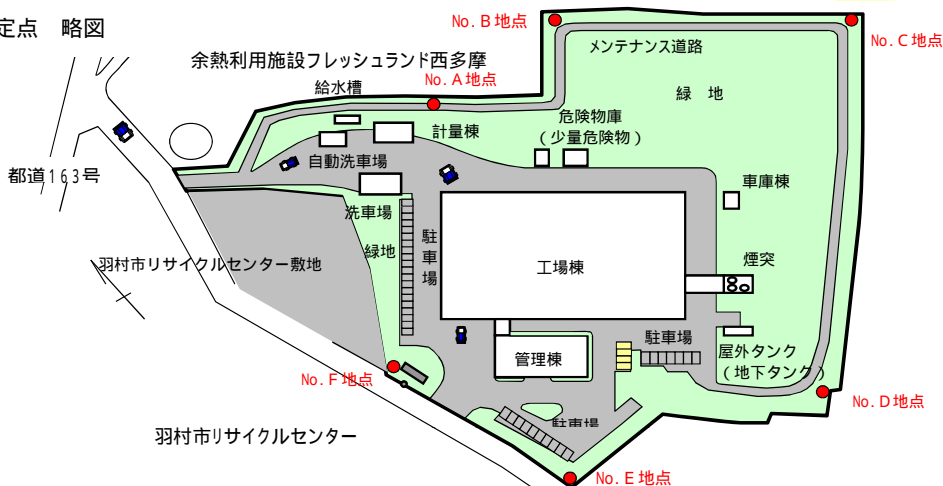 定点 略図
No.B地点
No.C地点
メンテナンス道路
余熱利用施設フレッシュランド西多摩
No.A地点
給水槽
緑 地
危険物庫
(少量危険物)
計量棟
自動洗車場
都道163号
車庫棟
洗車場
緑地
駐車場
羽村市リサイクルセンター敷地
工場棟
煙突
駐車場
屋外タンク
(地下タンク)
管理棟
No.F地点
No.D地点
駐車場
羽村市リサイクルセンター
No.E地点